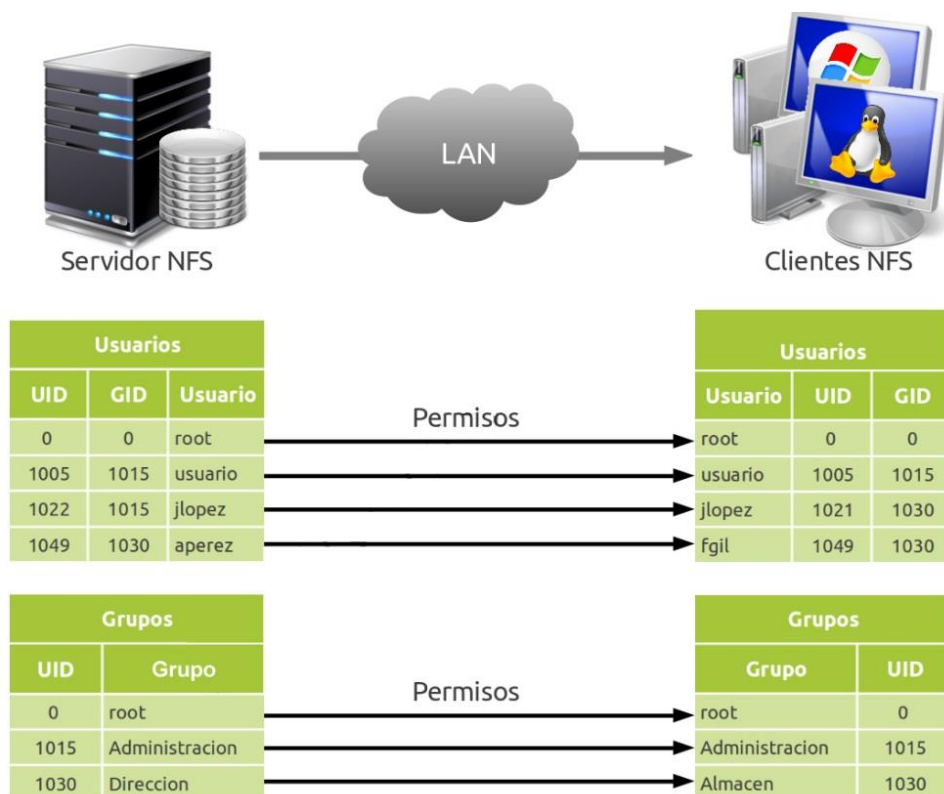 LAN
Servidor NFS
Clientes NFS
Usuarios
UID GID Usuario
0 0 root
1005 1015 usuario
1022 1015 jlopez
1049 1030 aperez
Permisos
Usuarios
Usuario UID GID
root 0 0
usuario 1005 1015
jlopez 1021 1030
fgil 1049 1030
Grupos
UID Grupo
0 root
1015 Administracion
1030 Direccion
Permisos
Grupos
Grupo UID
root 0
Administracion 1015
Almacen 1030